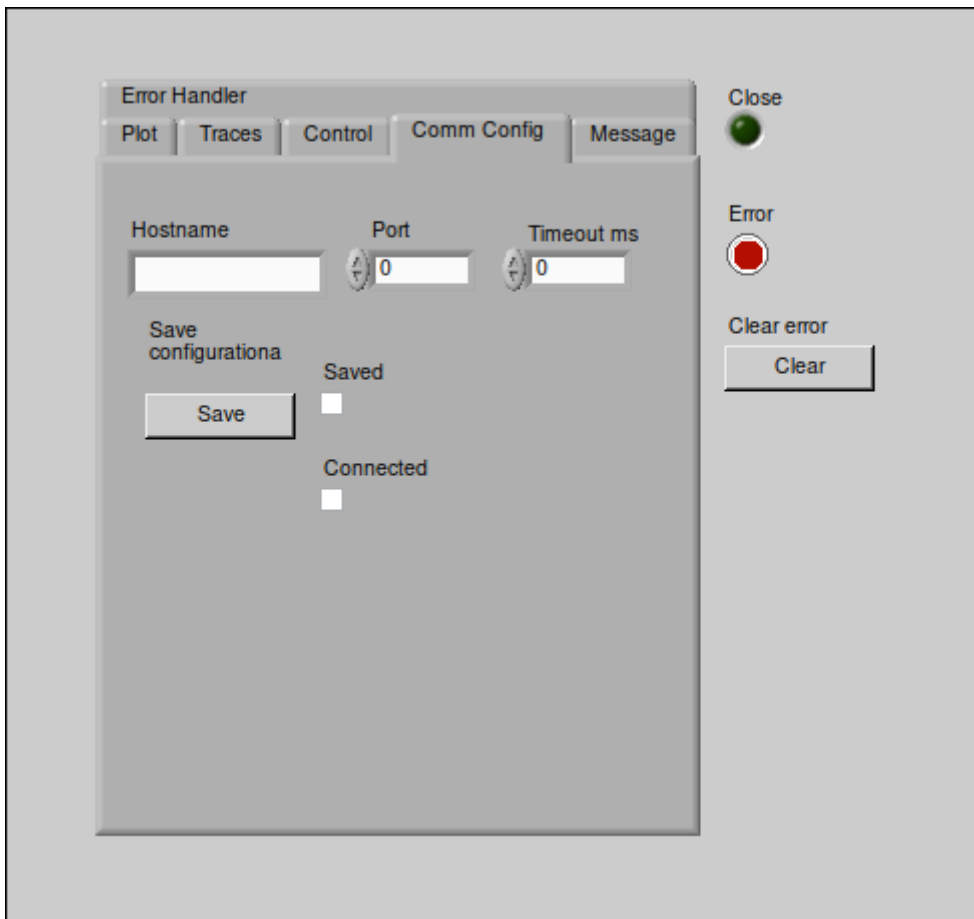 Error Handler
Plot Traces Control Comm Config Message
Close
Error
Hostname Port Timeout ms
0 0
Save
configurationa
Save
Saved
Connected
Clear error
Clear